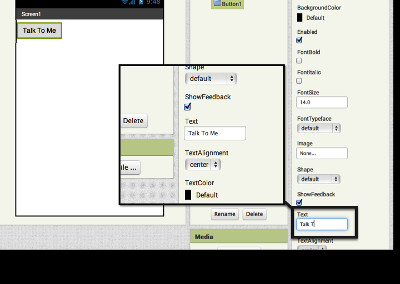 9:48
Screen1
Talk To Me
Button1
BackgroundColor
Default
Enabled
FontBold
FontItalic
FontSize
14.0
FontTypeface
default
Image
None...
Shape
default
ShowFeedback
Text
Talk T
TextAlignment
Shape
default
ShowFeedback
Text
Talk To Me
TextAlignment
center
TextColor
Default
Delete
ile ...
Rename
Delete
Media